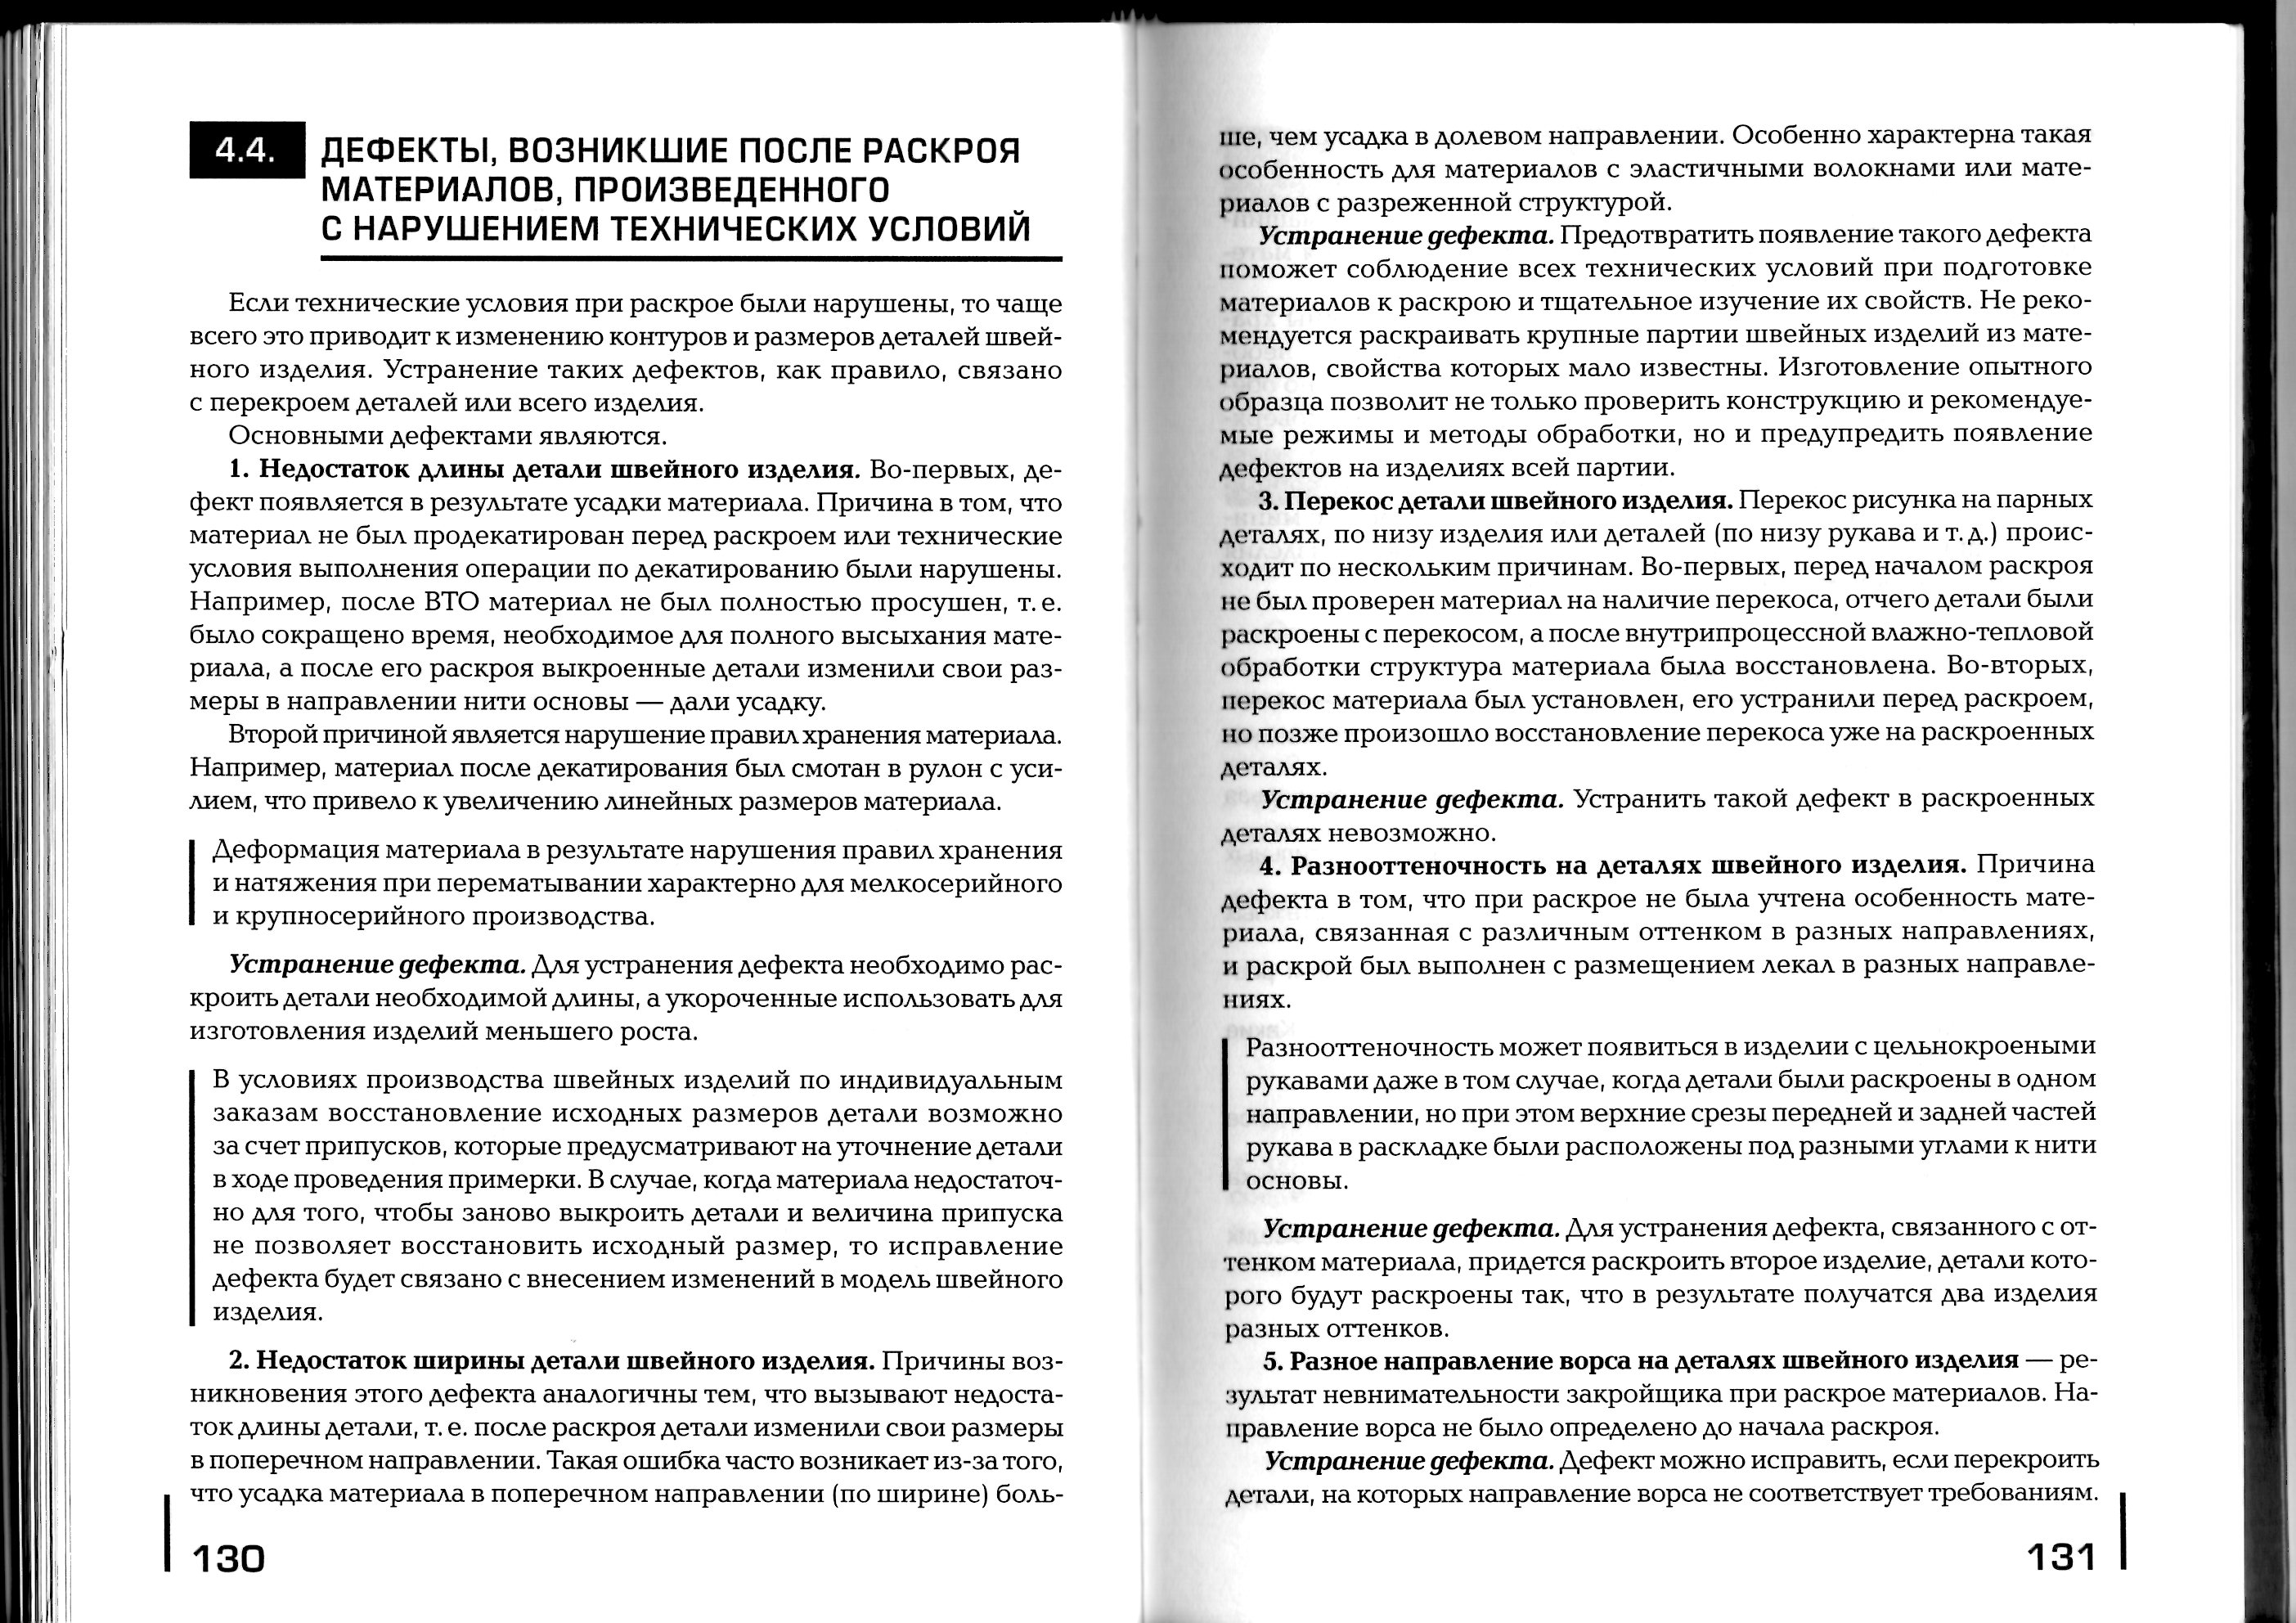 4.4. ДЕФЕКТЫ, ВОЗНИКШИЕ ПОСЛЕ РАСКРОЯ
МАТЕРИАЛОВ, ПРОИЗВЕДЕННОГО
С НАРУШЕНИЕМ ТЕХНИЧЕСКИХ УСЛОВИЙ
Если технические условия при раскрое были нарушены, то чаще
всего это приводит к изменению контуров и размеров деталей швей-
ного изделия. Устранение таких дефектов, как правило, связано
с перекроем деталей или всего изделия.
Основными дефектами являются.
1. Недостаток длины детали швейного изделия. Во-первых, де-
фект появляется в результате усадки материала. Причина в том, что
материал не был продекатирован перед раскроем или технические
условия выполнения операции по декатированию были нарушены.
Например, после ВТО материал не был полностью просушен, т. е.
было сокращено время, необходимое для полного высыхания мате-
риала, а после его раскроя выкроенные детали изменили свои раз-
меры в направлении нити основы — дали усадку.
Второй причиной является нарушение правил хранения материала.
Например, материал после декатирования был смотан в рулон с уси-
лием, что привело к увеличению линейных размеров материала.
Деформация материала в результате нарушения правил хранения
и натяжения при перематывании характерно для мелкосерийного
и крупносерийного производства.
Устранение дефекта. Для устранения дефекта необходимо рас-
кроить детали необходимой длины, а укороченные использовать для
изготовления изделий меньшего роста.
В условиях производства швейных изделий по индивидуальным
заказам восстановление исходных размеров детали возможно
за счет припусков, которые предусматривают на уточнение детали
в ходе проведения примерки. В случае, когда материала недостаточ-
но для того, чтобы заново выкроить детали и величина припуска
не позволяет восстановить исходный размер, то исправление
дефекта будет связано с внесением изменений в модель швейного
изделия.
2. Недостаток ширины детали швейного изделия. Причины воз-
никновения этого дефекта аналогичны тем, что вызывают недоста-
ток длины детали, т. е. после раскроя детали изменили свои размеры
в поперечном направлении. Такая ошибка часто возникает из-за того,
что усадка материала в поперечном направлении (по ширине) боль-
130
ше, чем усадка в долевом направлении. Особенно характерна такая
особенность для материалов с эластичными волокнами или мате-
риалов с разреженной структурой.
Устранение дефекта. Предотвратить появление такого дефекта
поможет соблюдение всех технических условий при подготовке
материалов к раскрою и тщательное изучение их свойств. Не реко-
мендуется раскраивать крупные партии швейных изделий из мате-
риалов, свойства которых мало известны. Изготовление опытного
образца позволит не только проверить конструкцию и рекомендуе-
мые режимы и методы обработки, но и предупредить появление
дефектов на изделиях всей партии.
3. Перекос детали швейного изделия. Перекос рисунка на парных
деталях, по низу изделия или деталей (по низу рукава и т. д.) проис-
ходит по нескольким причинам. Во-первых, перед началом раскроя
не был проверен материал на наличие перекоса, отчего детали были
раскроены с перекосом, а после внутрипроцессной влажно-тепловой
обработки структура материала была восстановлена. Во-вторых,
перекос материала был установлен, его устранили перед раскроем,
но позже произошло восстановление перекоса уже на раскроенных
деталях.
Устранение дефекта. Устранить такой дефект в раскроенных
деталях невозможно.
4. Разнооттеночность на деталях швейного изделия. Причина
дефекта в том, что при раскрое не была учтена особенность мате-
риала, связанная с различным оттенком в разных направлениях,
и раскрой был выполнен с размещением лекал в разных направле-
ниях.
Разнооттеночность может появиться в изделии с цельнокроеными
рукавами даже в том случае, когда детали были раскроены в одном
направлении, но при этом верхние срезы передней и задней частей
рукава в раскладке были расположены под разными углами к нити
основы.
Устранение дефекта. Для устранения дефекта, связанного с от-
тенком материала, придется раскроить второе изделие, детали кото-
рого будут раскроены так, что в результате получатся два изделия
разных оттенков.
5. Разное направление ворса на деталях швейного изделия — ре-
зультат невнимательности закройщика при раскрое материалов. На-
правление ворса не было определено до начала раскроя.
Устранение дефекта. Дефект можно исправить, если перекроить
детали, на которых направление ворса не соответствует требованиям.
131